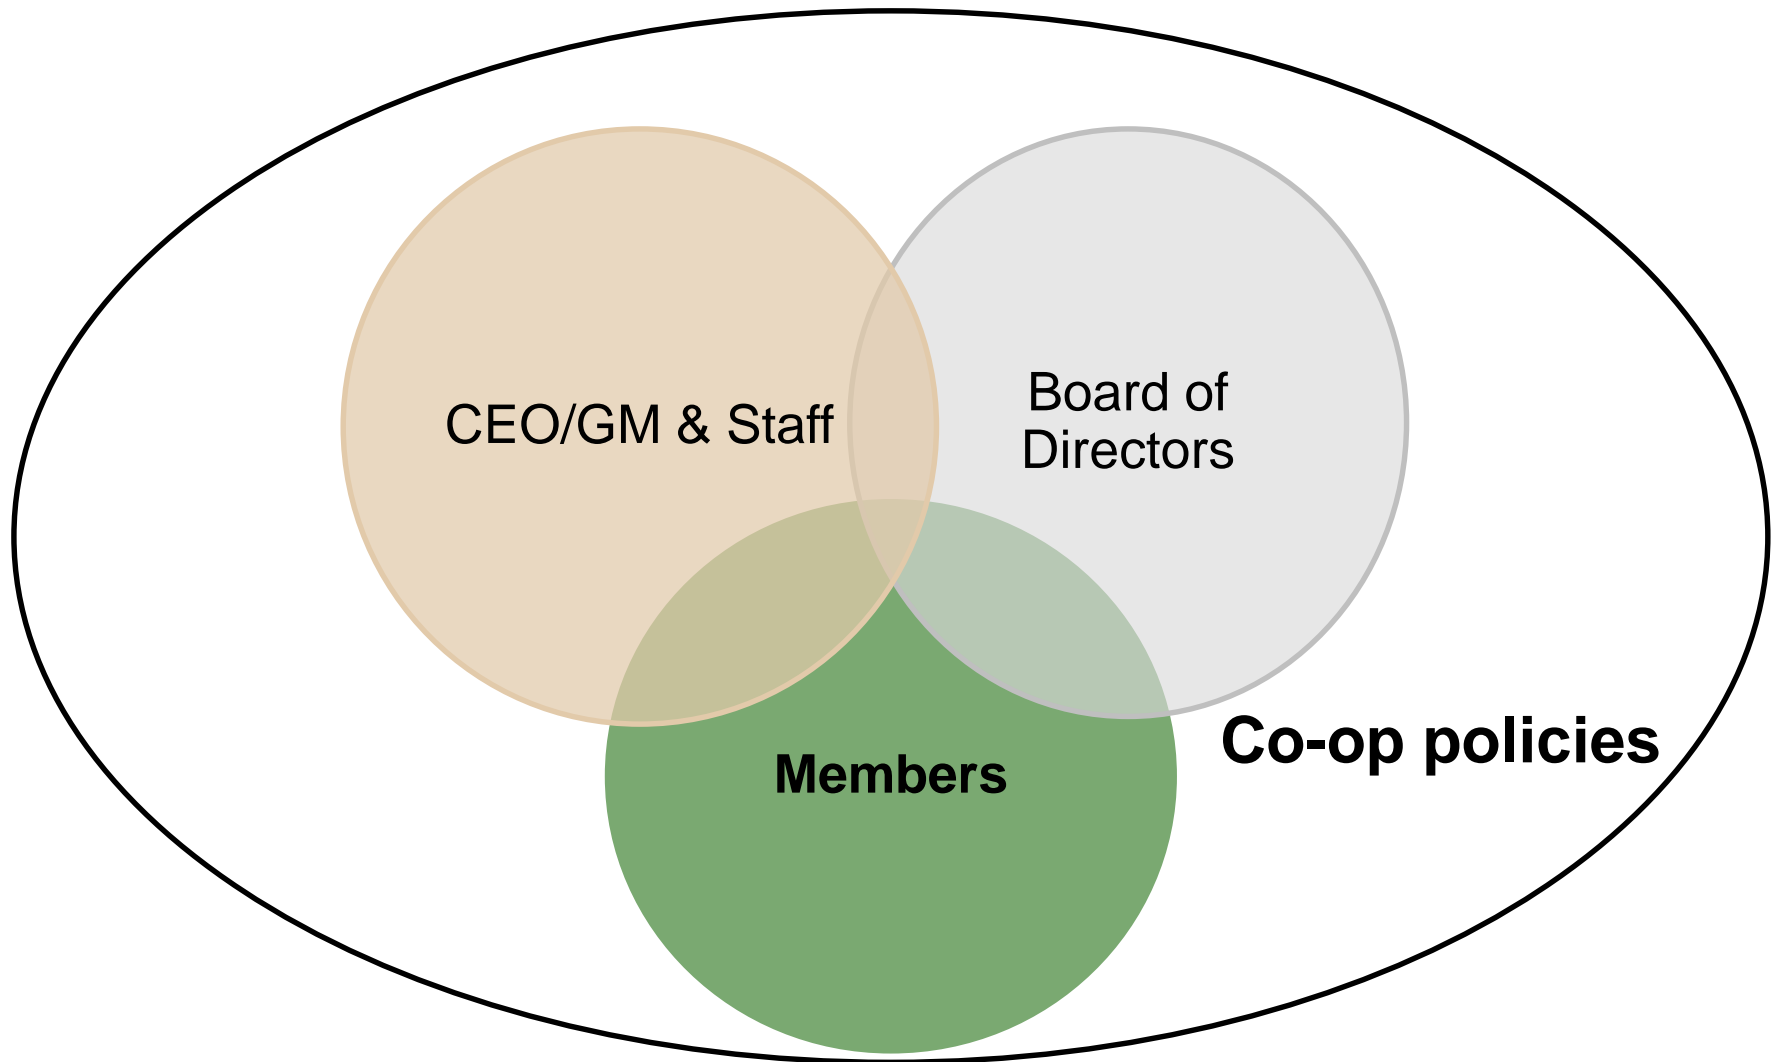 CEO/GM & Staff
Board of
Directors
Members
Co-op policies